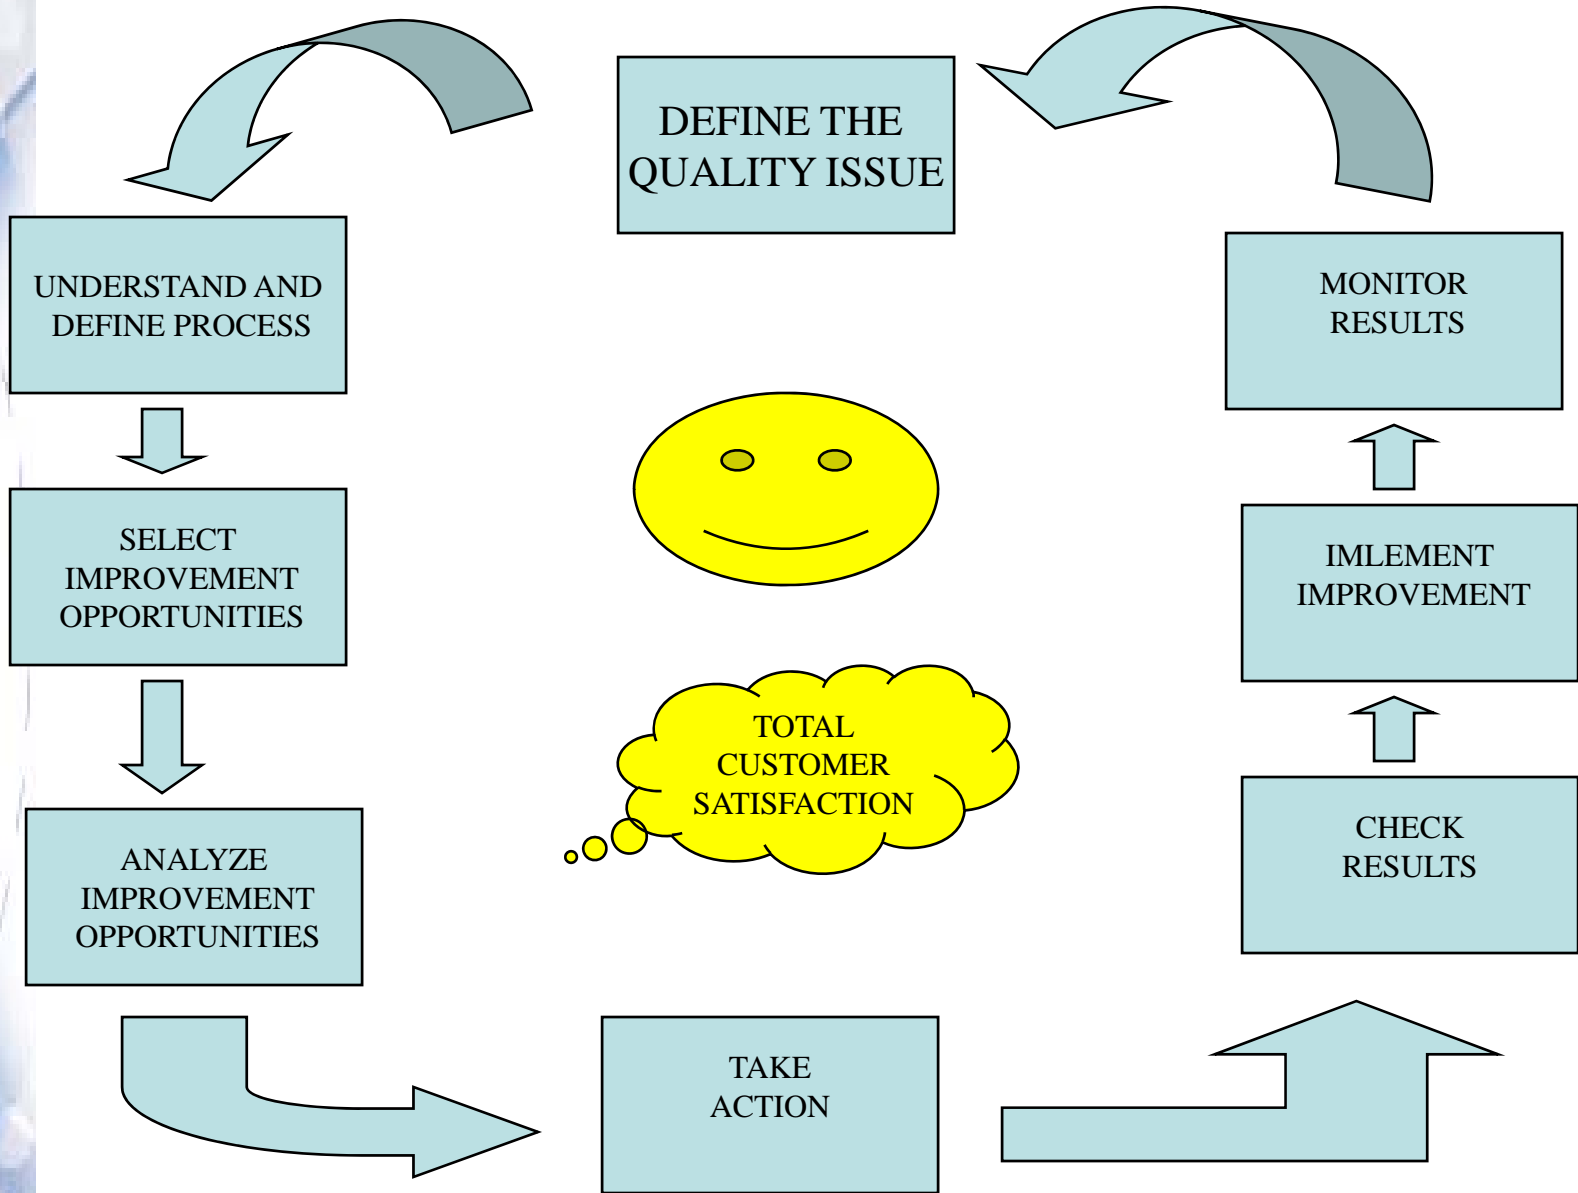 DEFINE THE
QUALITY ISSUE
UNDERSTAND AND
DEFINE PROCESS
SELECT
IMPROVEMENT
OPPORTUNITIES
ANALYZE
IMPROVEMENT
OPPORTUNITIES
TAKE
ACTION
CHECK
RESULTS
IMLEMENT
IMPROVEMENT
MONITOR
RESULTS
TOTAL
CUSTOMER
SATISFACTION